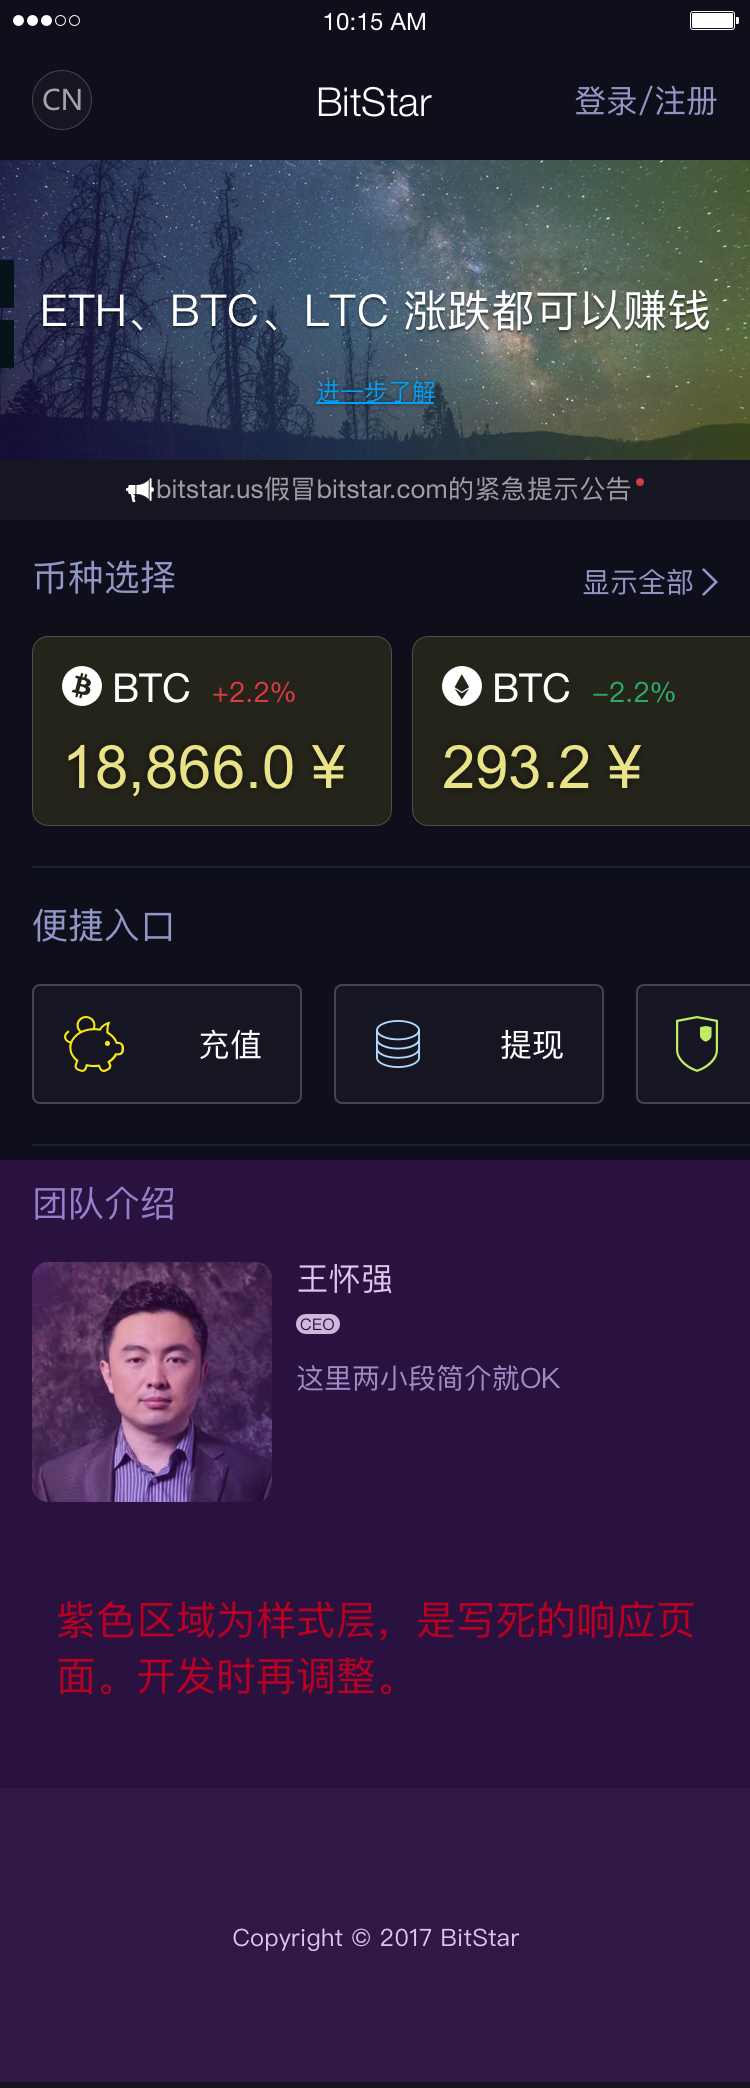 10:15 AM
CN
BitStar
登录/注册
ETH、BTC、LTC 涨跌都可以赚钱
进一步了解
bitstar.us假冒bitstar.com的紧急提示公告
币种选择
显示全部
BTC +2.2%
18,866.0 ¥
BTC −2.2%
293.2 ¥
便捷入口
充值
提现
团队介绍
王怀强
CEO
这里两小段简介就OK
紫色区域为样式层，是写死的响应页
面。开发时再调整。
Copyright © 2017 BitStar